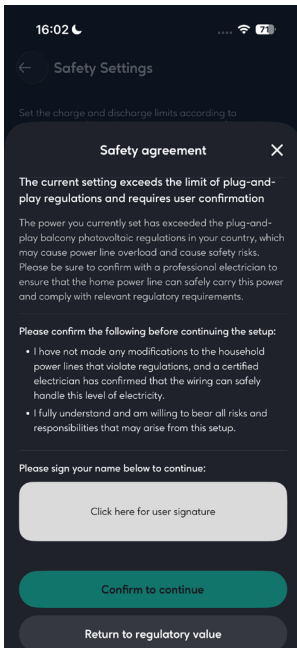 16:02
71
Safety Settings
Set the charge and discharge limits according to
Safety agreement
The current setting exceeds the limit of plug-and-
play regulations and requires user confirmation
The power you currently set has exceeded the plug-and-
play balcony photovoltaic regulations in your country, which
may cause power line overload and cause safety risks.
Please be sure to confirm with a professional electrician to
ensure that the home power line can safely carry this power
and comply with relevant regulatory requirements.
Please confirm the following before continuing the setup:
• I have not made any modifications to the household
power lines that violate regulations, and a certified
electrician has confirmed that the wiring can safely
handle this level of electricity.
• I fully understand and am willing to bear all risks and
responsibilities that may arise from this setup.
Please sign your name below to continue:
Click here for user signature
Confirm to continue
Return to regulatory value